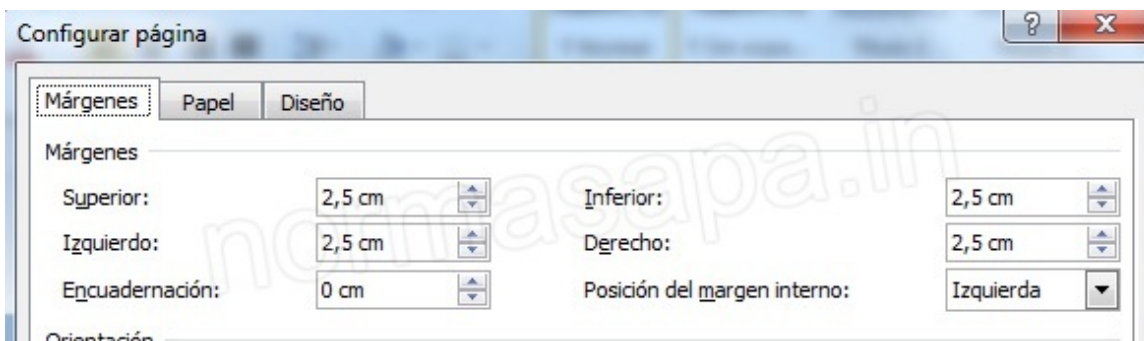 Configurar página
Márgenes Papel Diseño
Márgenes
Superior: 2,5 cm Inferior: 2,5 cm
Izquierdo: 2,5 cm Derecho: 2,5 cm
Encuadernación: 0 cm Posición del margen interno: Izquierda
Orientación
normasapa.in